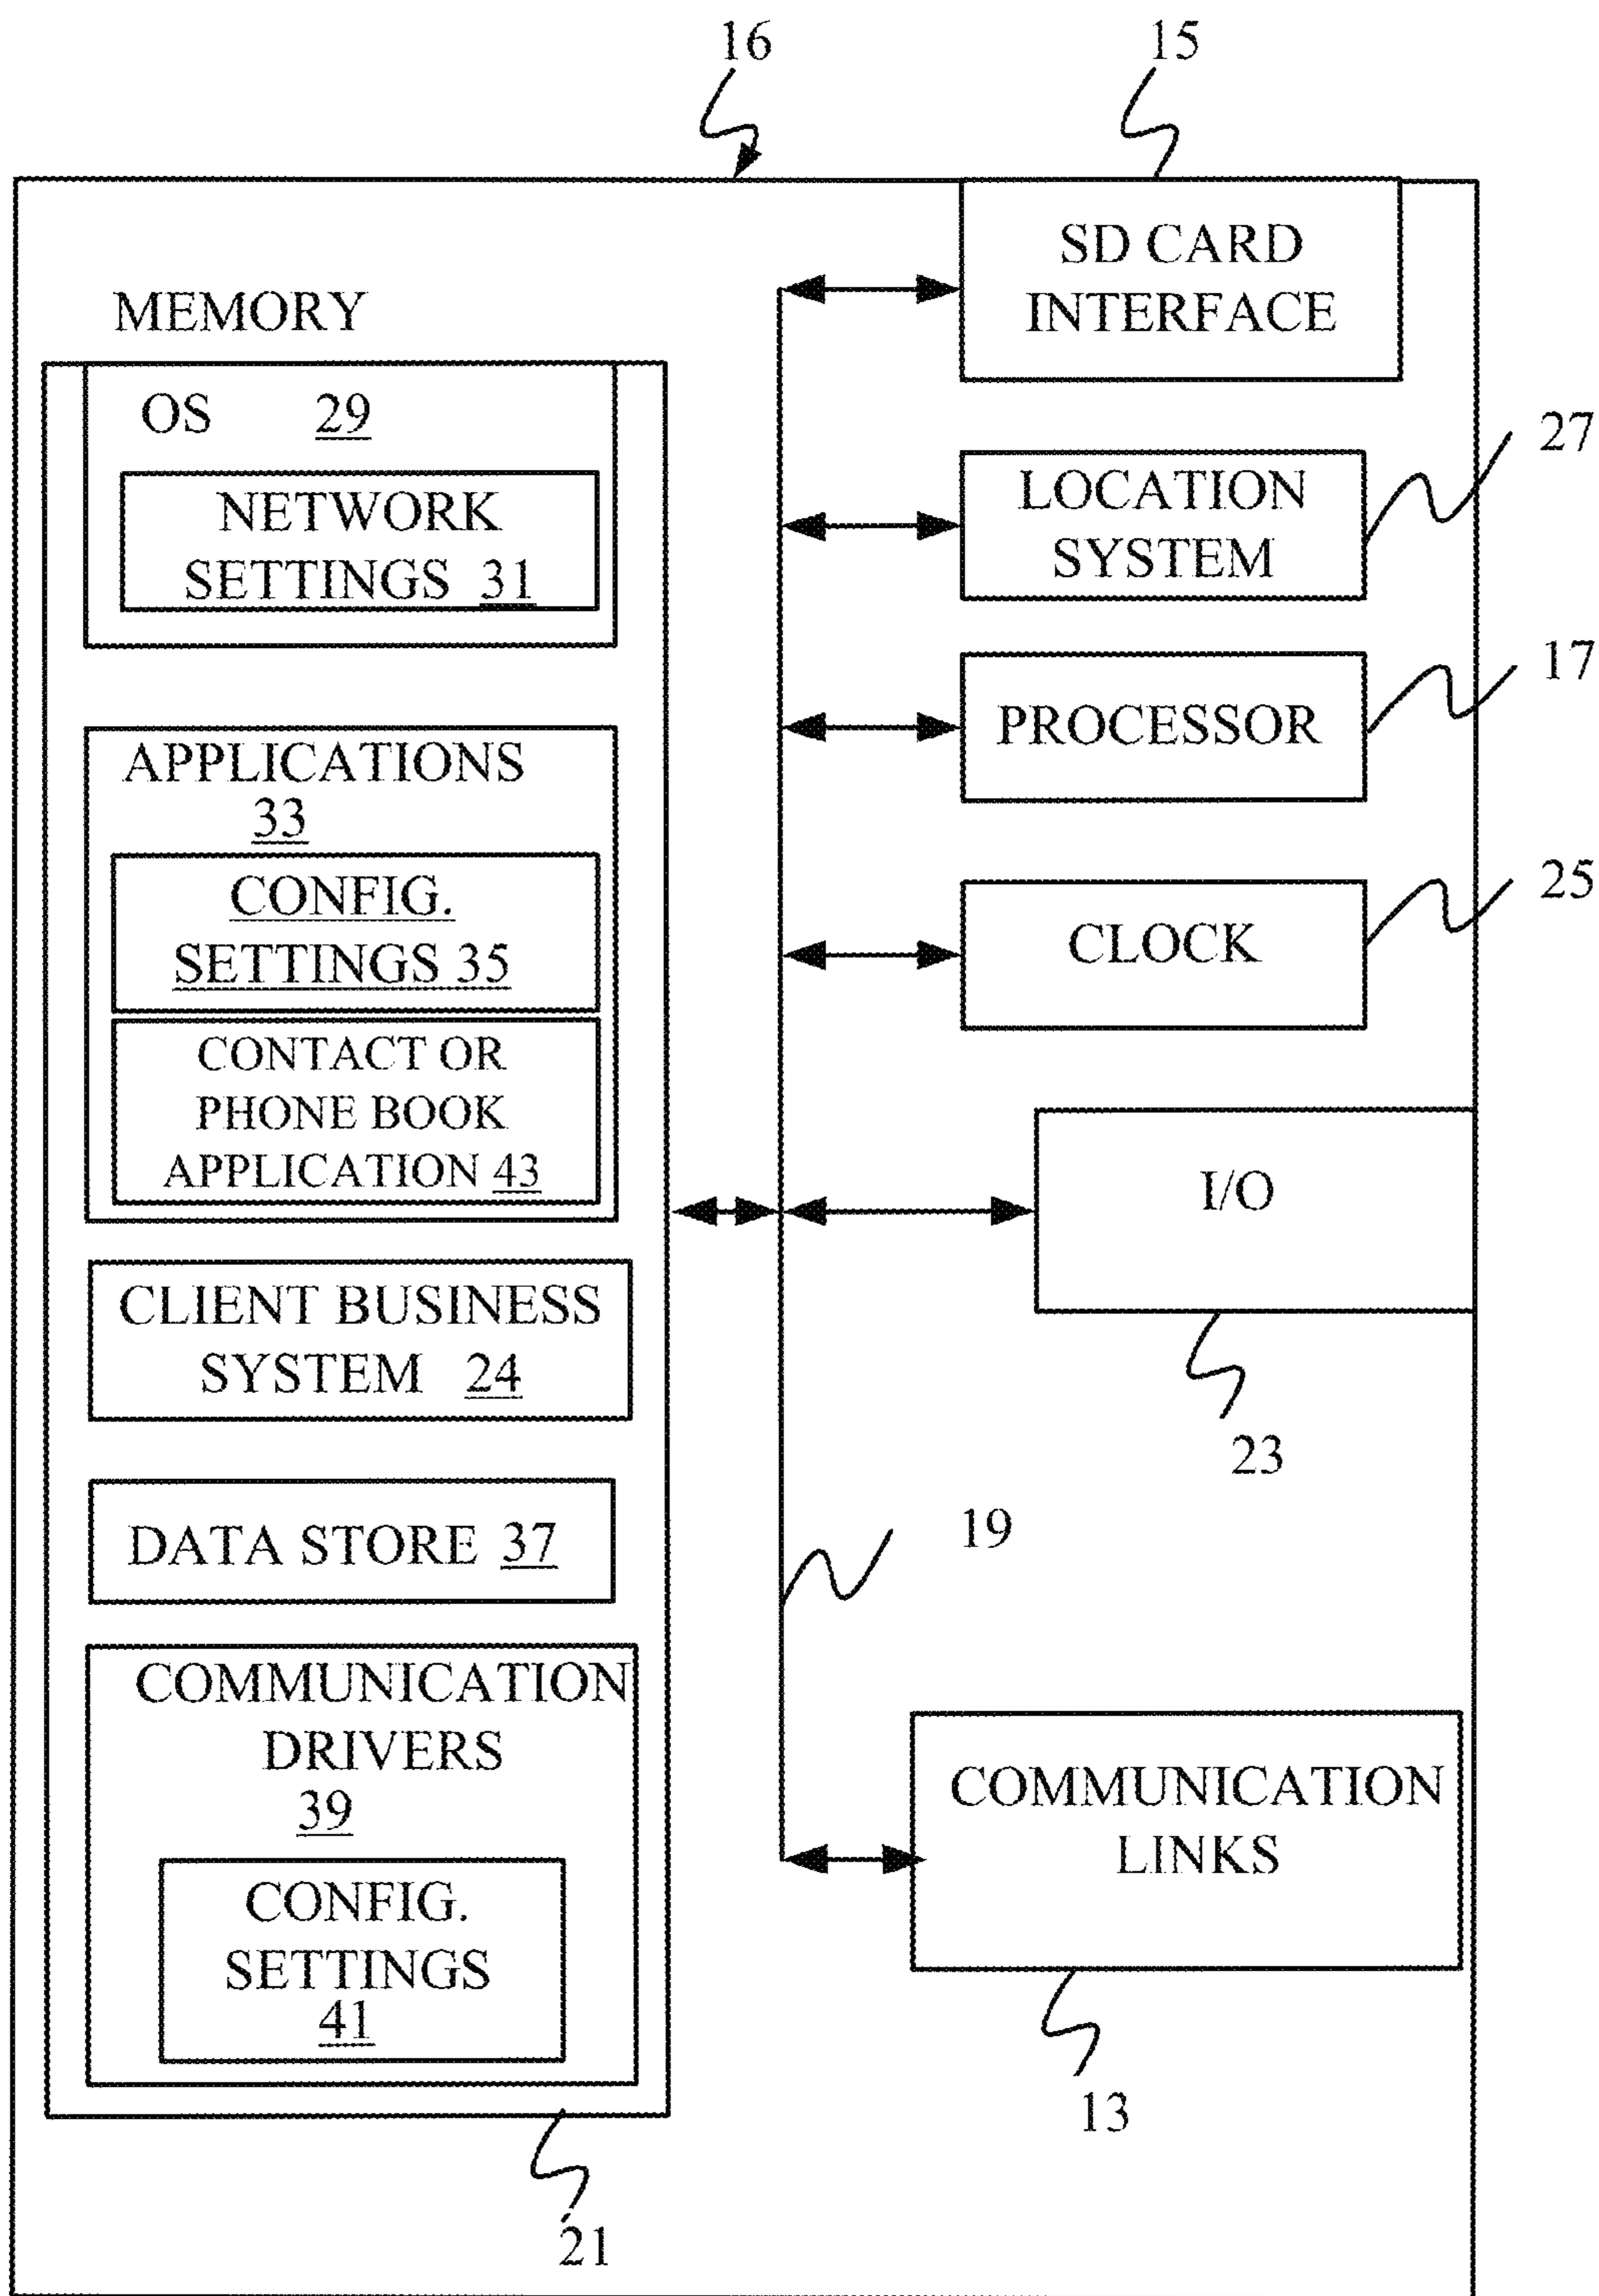 16
15
SD CARD
INTERFACE
MEMORY
OS 29
NETWORK
SETTINGS 31
27
LOCATION
SYSTEM
17
PROCESSOR
APPLICATIONS
33
CONFIG.
SETTINGS 35
25
CLOCK
CONTACT OR
PHONE BOOK
APPLICATION 43
I/O
23
CLIENT BUSINESS
SYSTEM 24
19
DATA STORE 37
COMMUNICATION
DRIVERS
39
CONFIG.
SETTINGS
41
COMMUNICATION
LINKS
13
21